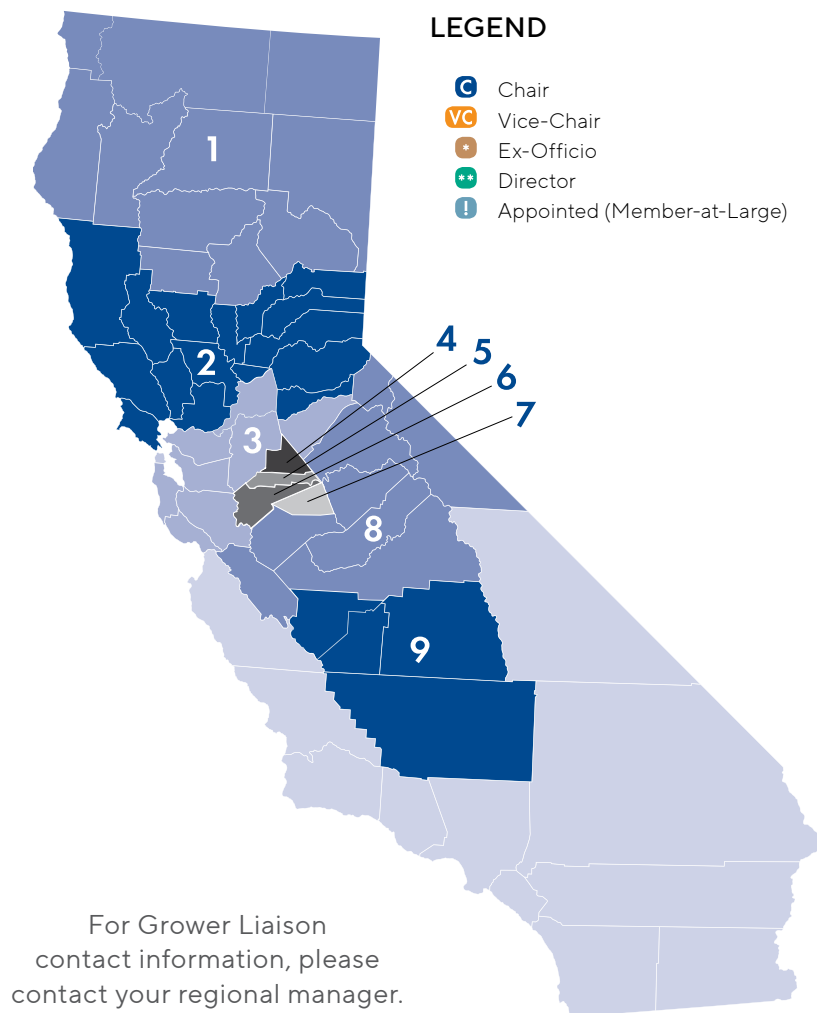 LEGEND
C Chair
VC Vice-Chair
* Ex-Officio
** Director
! Appointed (Member-at-Large)
1
2
3
4
5
6
7
8
9
For Grower Liaison
contact information, please
contact your regional manager.